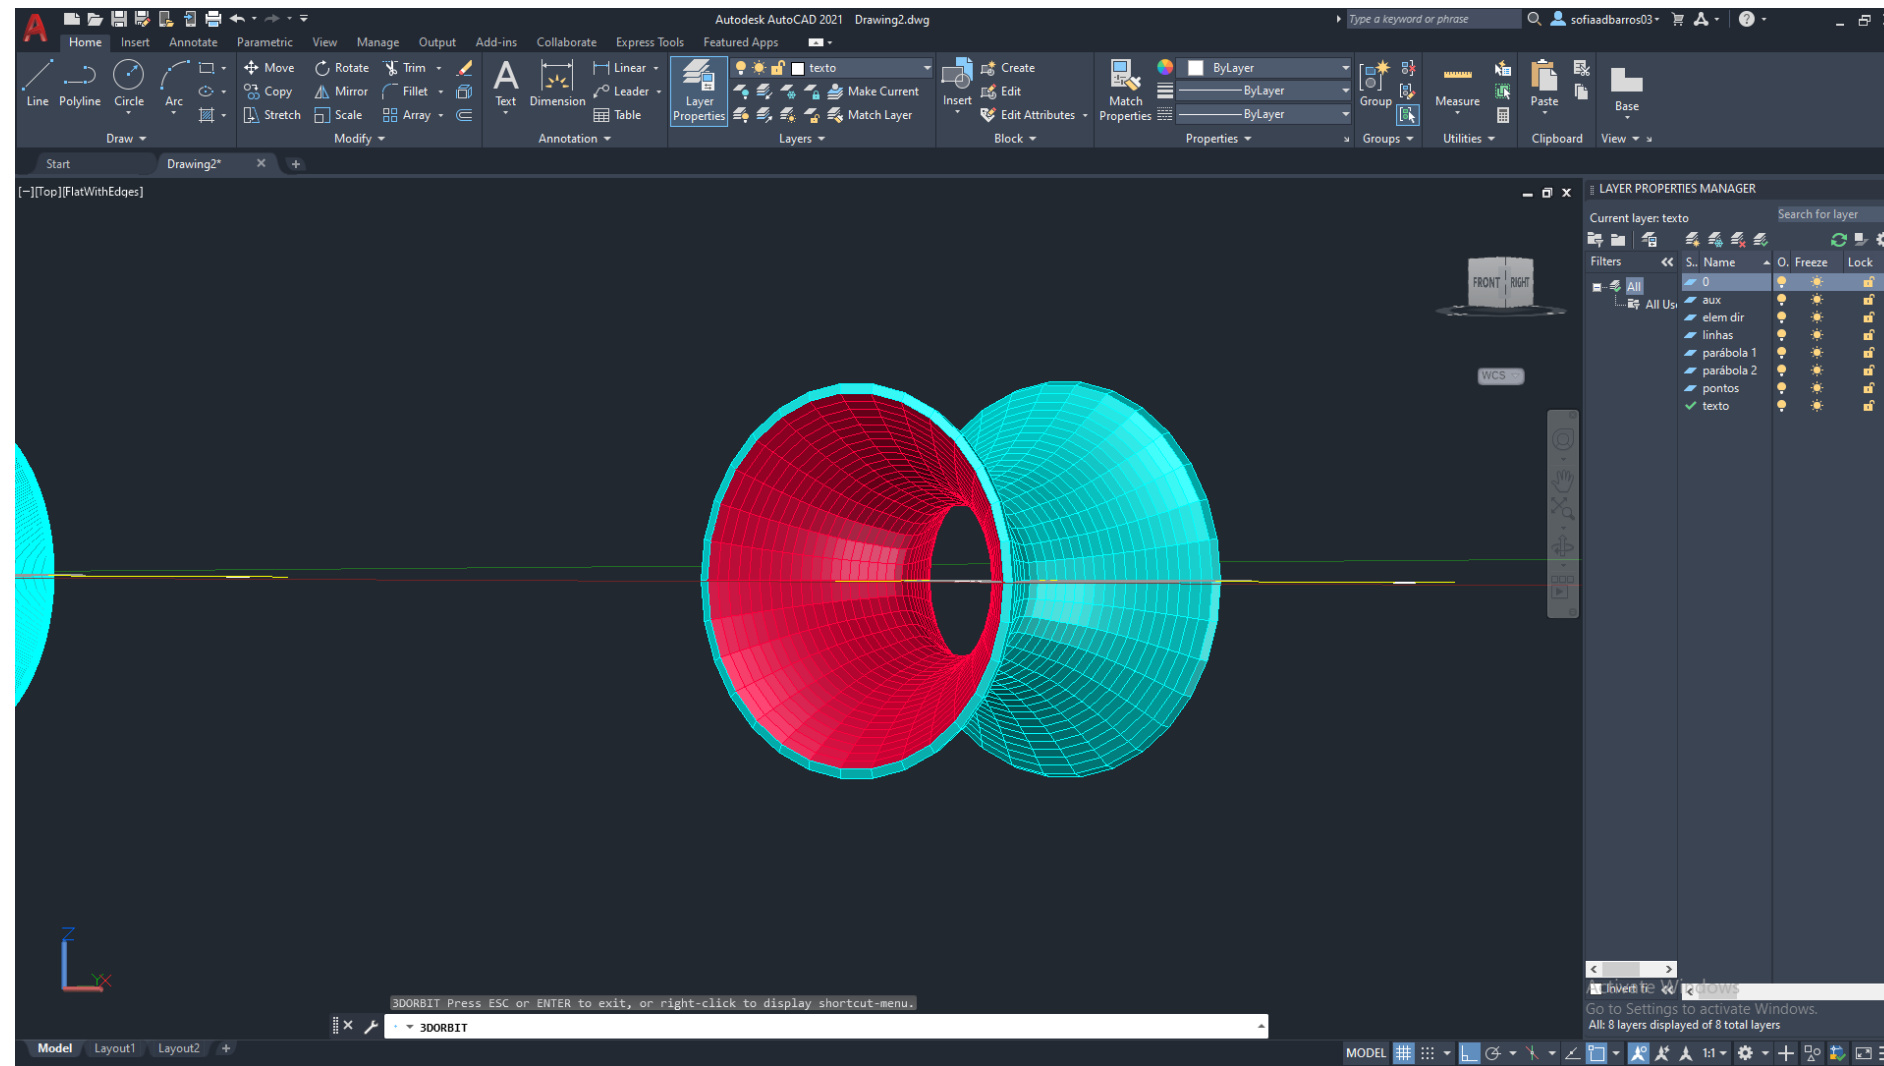 Autodesk AutoCAD 2021 Drawing2.dwg
Type a keyword or phrase
sofiaadbarros03
Home Insert Annotate Parametric View Manage Output Add-ins Collaborate Express Tools Featured Apps
Line Polyline Circle Arc
Draw
Move Rotate Trim
Copy Mirror Fillet
Stretch Scale Array
Modify
Text Dimension
Linear
Leader
Table
Annotation
Layer
Properties
texto
Make Current
Match Layer
Layers
Insert
Create
Edit
Edit Attributes
Block
Match
Properties
ByLayer
ByLayer
ByLayer
Properties
Group
Groups
Measure
Utilities
Paste
Clipboard
Base
View
Start Drawing2* +
[−][Top][FlatWithEdges]
FRONT RIGHT
WCS
LAYER PROPERTIES MANAGER
Current layer: texto
Search for layer
Filters S.. Name O. Freeze Lock
All
All Us
0
aux
elem dir
linhas
parábola 1
parábola 2
pontos
texto
Z
Y X
3DORBIT Press ESC or ENTER to exit, or right-click to display shortcut-menu.
3DORBIT
Activate Windows
Go to Settings to activate Windows.
All: 8 layers displayed of 8 total layers
Model Layout1 Layout2 +
MODEL 1:1